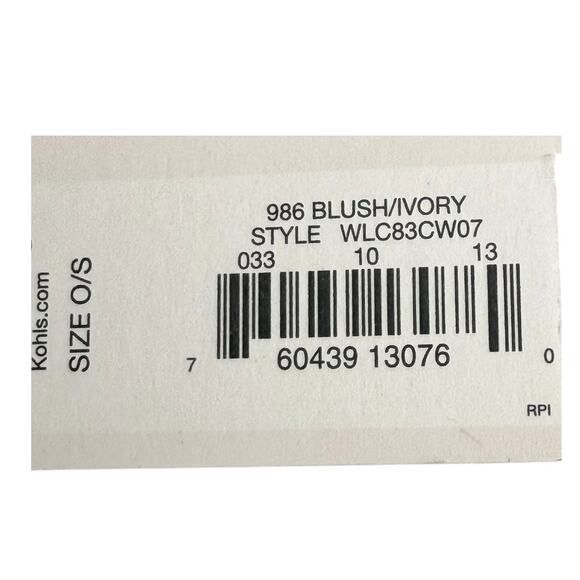 986 BLUSH/IVORY
STYLE WLC83CW07
033 10 13
7 60439 13076 0
RPI
Kohls.com
SIZE O/S